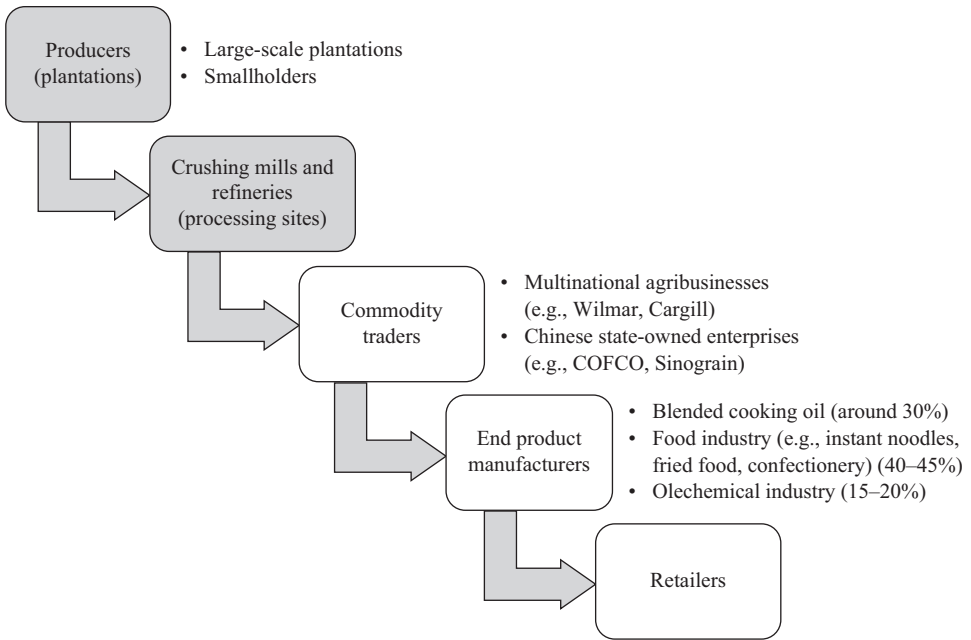 Producers
(plantations)
• Large-scale plantations
• Smallholders
Crushing mills and
refineries
(processing sites)
Commodity
traders
• Multinational agribusinesses
(e.g., Wilmar, Cargill)
• Chinese state-owned enterprises
(e.g., COFCO, Sinograin)
End product
manufacturers
• Blended cooking oil (around 30%)
• Food industry (e.g., instant noodles,
fried food, confectionery) (40–45%)
• Olechemical industry (15–20%)
Retailers